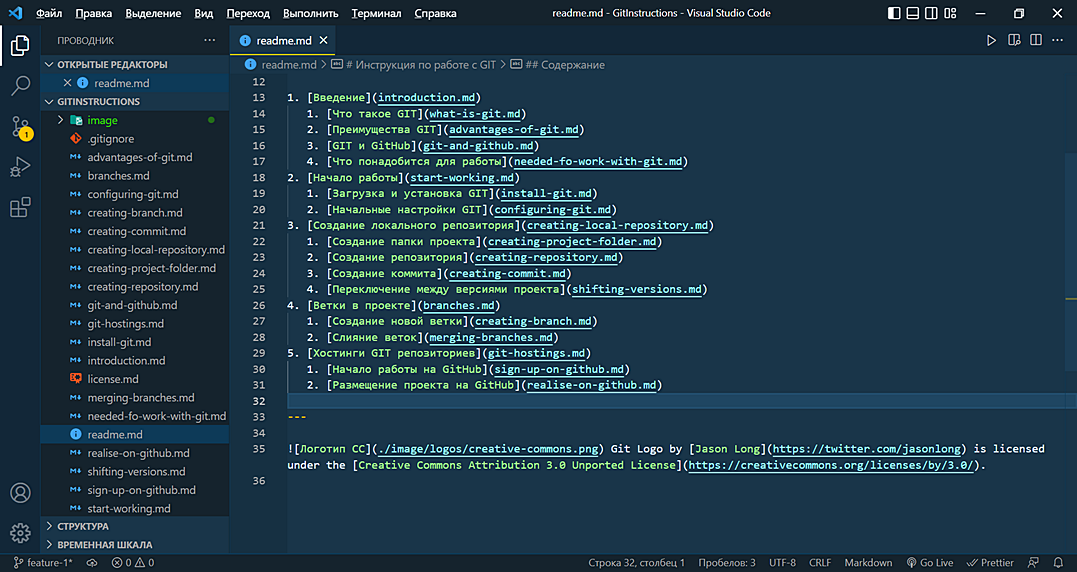 Файл Правка Выделение Вид Переход Выполнить Терминал Справка readme.md - GitInstructions - Visual Studio Code
ПРОВОДНИК
ОТКРЫТЫЕ РЕДАКТОРЫ
readme.md
GITINSTRUCTIONS
image
.gitignore
advantages-of-git.md
branches.md
configuring-git.md
creating-branch.md
creating-commit.md
creating-local-repository.md
creating-project-folder.md
creating-repository.md
git-and-github.md
git-hostings.md
install-git.md
introduction.md
license.md
merging-branches.md
needed-fo-work-with-git.md
readme.md
realise-on-github.md
shifting-versions.md
sign-up-on-github.md
start-working.md
СТРУКТУРА
ВРЕМЕННАЯ ШКАЛА
1
readme.md
readme.md > # Инструкция по работе с GIT > ## Содержание
12
13 1. [Введение](introduction.md)
14 1. [Что такое GIT](what-is-git.md)
15 2. [Преимущества GIT](advantages-of-git.md)
16 3. [GIT и GitHub](git-and-github.md)
17 4. [Что понадобится для работы](needed-fo-work-with-git.md)
18 2. [Начало работы](start-working.md)
19 1. [Загрузка и установка GIT](install-git.md)
20 2. [Начальные настройки GIT](configuring-git.md)
21 3. [Создание локального репозитория](creating-local-repository.md)
22 1. [Создание папки проекта](creating-project-folder.md)
23 2. [Создание репозитория](creating-repository.md)
24 3. [Создание коммита](creating-commit.md)
25 4. [Переключение между версиями проекта](shifting-versions.md)
26 4. [Ветки в проекте](branches.md)
27 1. [Создание новой ветки](creating-branch.md)
28 2. [Слияние веток](merging-branches.md)
29 5. [Хостинги GIT репозиториев](git-hostings.md)
30 1. [Начало работы на GitHub](sign-up-on-github.md)
31 2. [Размещение проекта на GitHub](realise-on-github.md)
32
33 ---
34
35 ![Логотип CC](./image/logos/creative-commons.png) Git Logo by [Jason Long](https://twitter.com/jasonlong) is licensed
under the [Creative Commons Attribution 3.0 Unported License](https://creativecommons.org/licenses/by/3.0/).
36
feature-1* 0 0 Строка 32, столбец 1 Пробелов: 3 UTF-8 CRLF Markdown Go Live Prettier